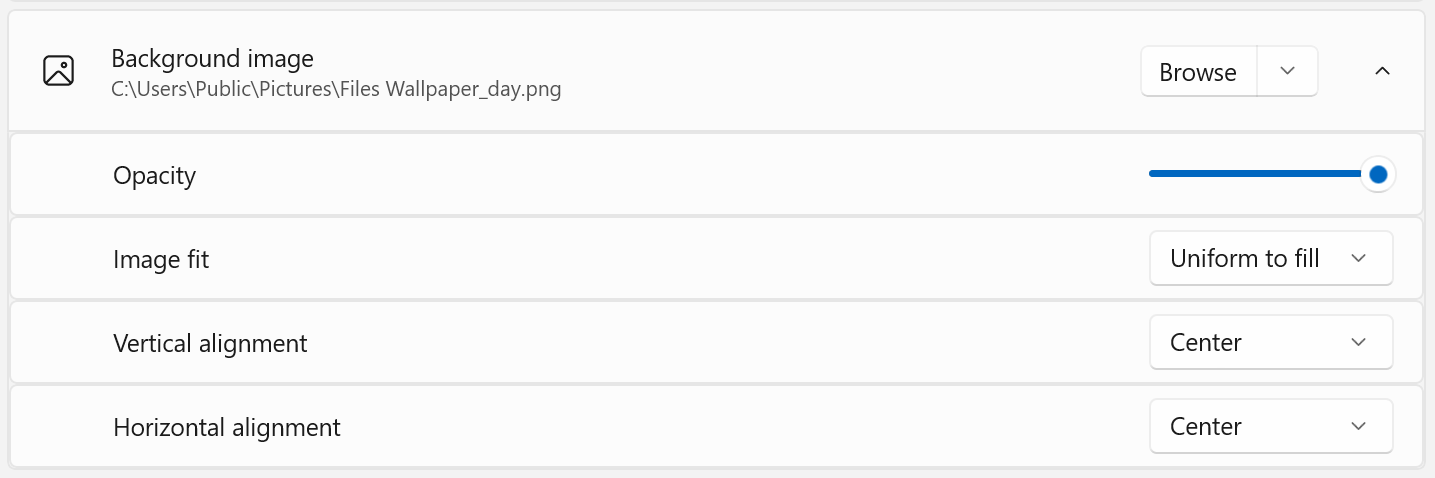 Background image
C:\Users\Public\Pictures\Files Wallpaper_day.png
Browse
Opacity
Image fit
Uniform to fill
Vertical alignment
Center
Horizontal alignment
Center